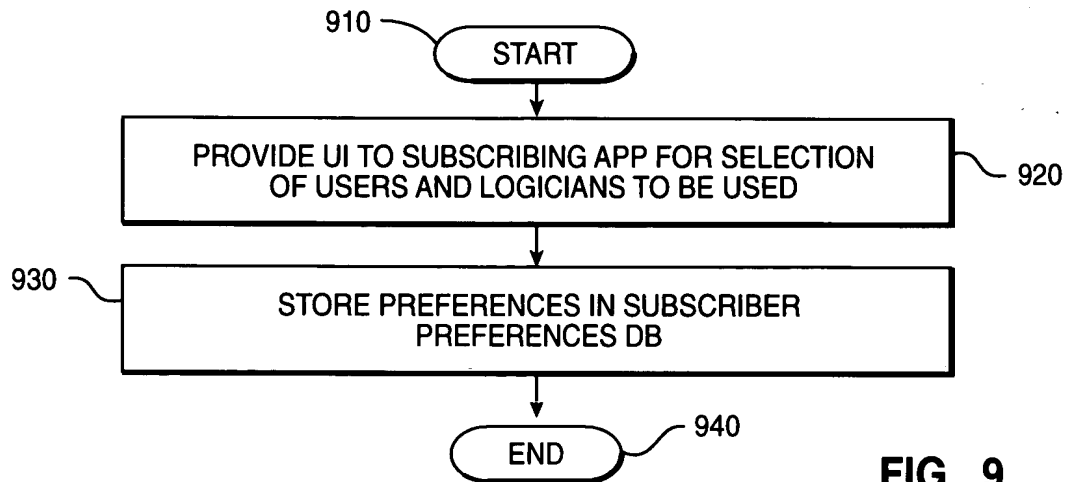 910
START
PROVIDE UI TO SUBSCRIBING APP FOR SELECTION
OF USERS AND LOGICIANS TO BE USED
920
930
STORE PREFERENCES IN SUBSCRIBER
PREFERENCES DB
END
940
FIG. 9